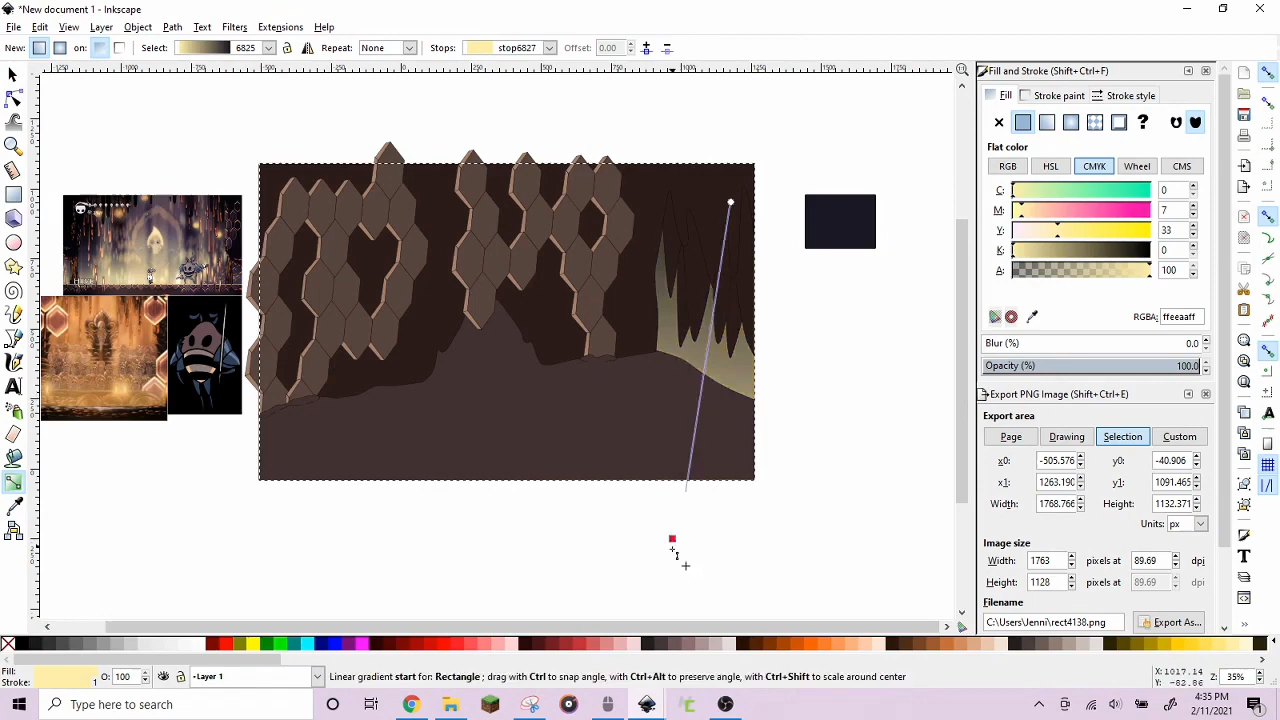 *New document 1 - Inkscape
File Edit View Layer Object Path Text Filters Extensions Help
New: on: Select: 6825 Repeat: None Stops: stop6827 Offset: 0.00
Fill and Stroke (Shift+Ctrl+F)
Fill Stroke paint Stroke style
?
Flat color
RGB HSL CMYK Wheel CMS
C: 0
M: 7
Y: 33
K: 0
A: 100
RGBA: ffeeaaff
Blur (%) 0.0
Opacity (%) 100.0
Export PNG Image (Shift+Ctrl+E)
Export area
Page Drawing Selection Custom
x0: -505.576 y0: -40.906
x1: 1263.190 y1: 1091.465
Width: 1768.766 Height: 1132.371
Units: px
Image size
Width: 1763 pixels at 89.69 dpi
Height: 1128 pixels at 89.69 dpi
Filename
C:\Users\Jenni\rect4138.png Export As...
Fill:
Stroke: 1 O: 100 -Layer 1 Linear gradient start for: Rectangle; drag with Ctrl to snap angle, with Ctrl+Alt to preserve angle, with Ctrl+Shift to scale around center X: 1017.14 Y: -82.06 Z: 35%
Type here to search
4:35 PM
2/11/2021